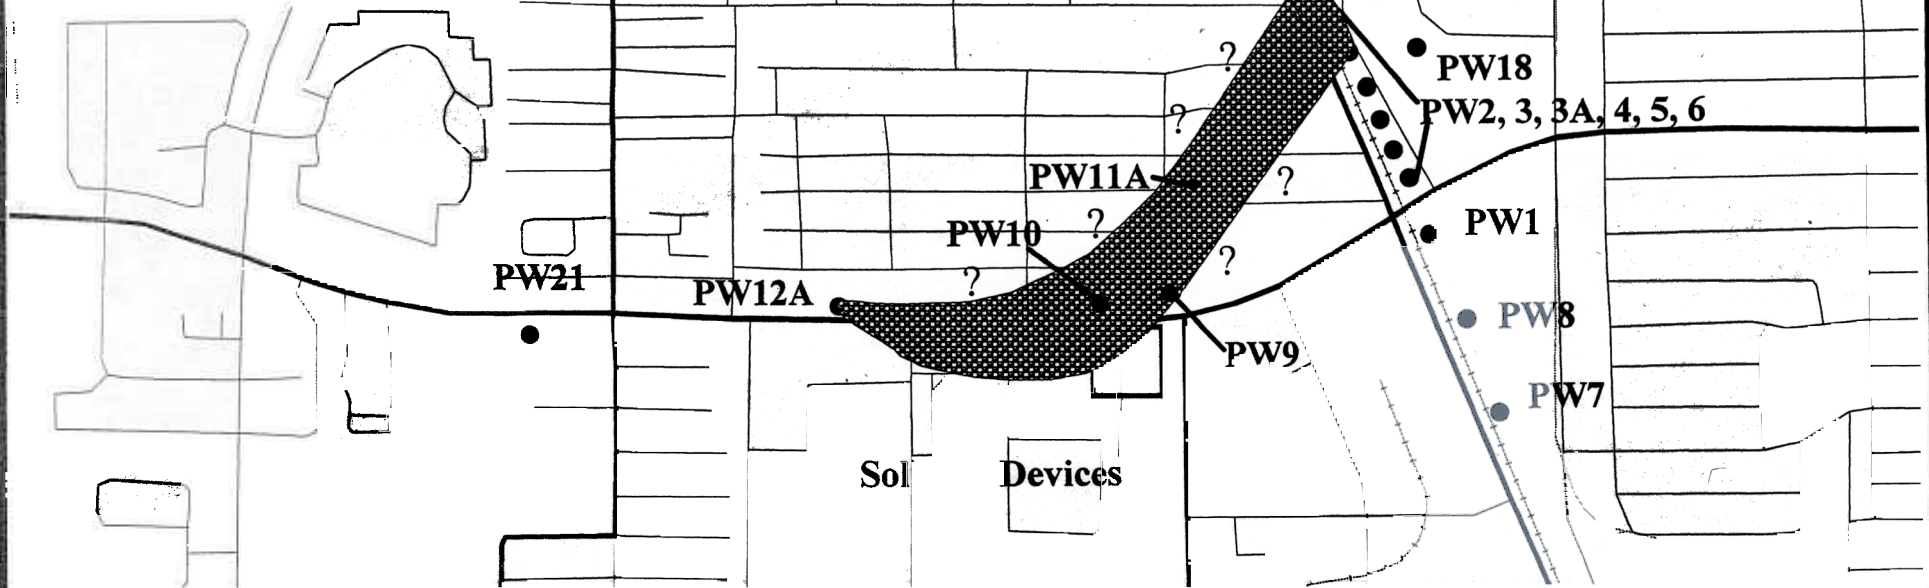 ?
PW18
PW2, 3, 3A, 4, 5, 6
?
PW11A
?
?
PW1
PW10
?
PW21
?
PW12A
PW8
PW9
PW7
Sol Devices